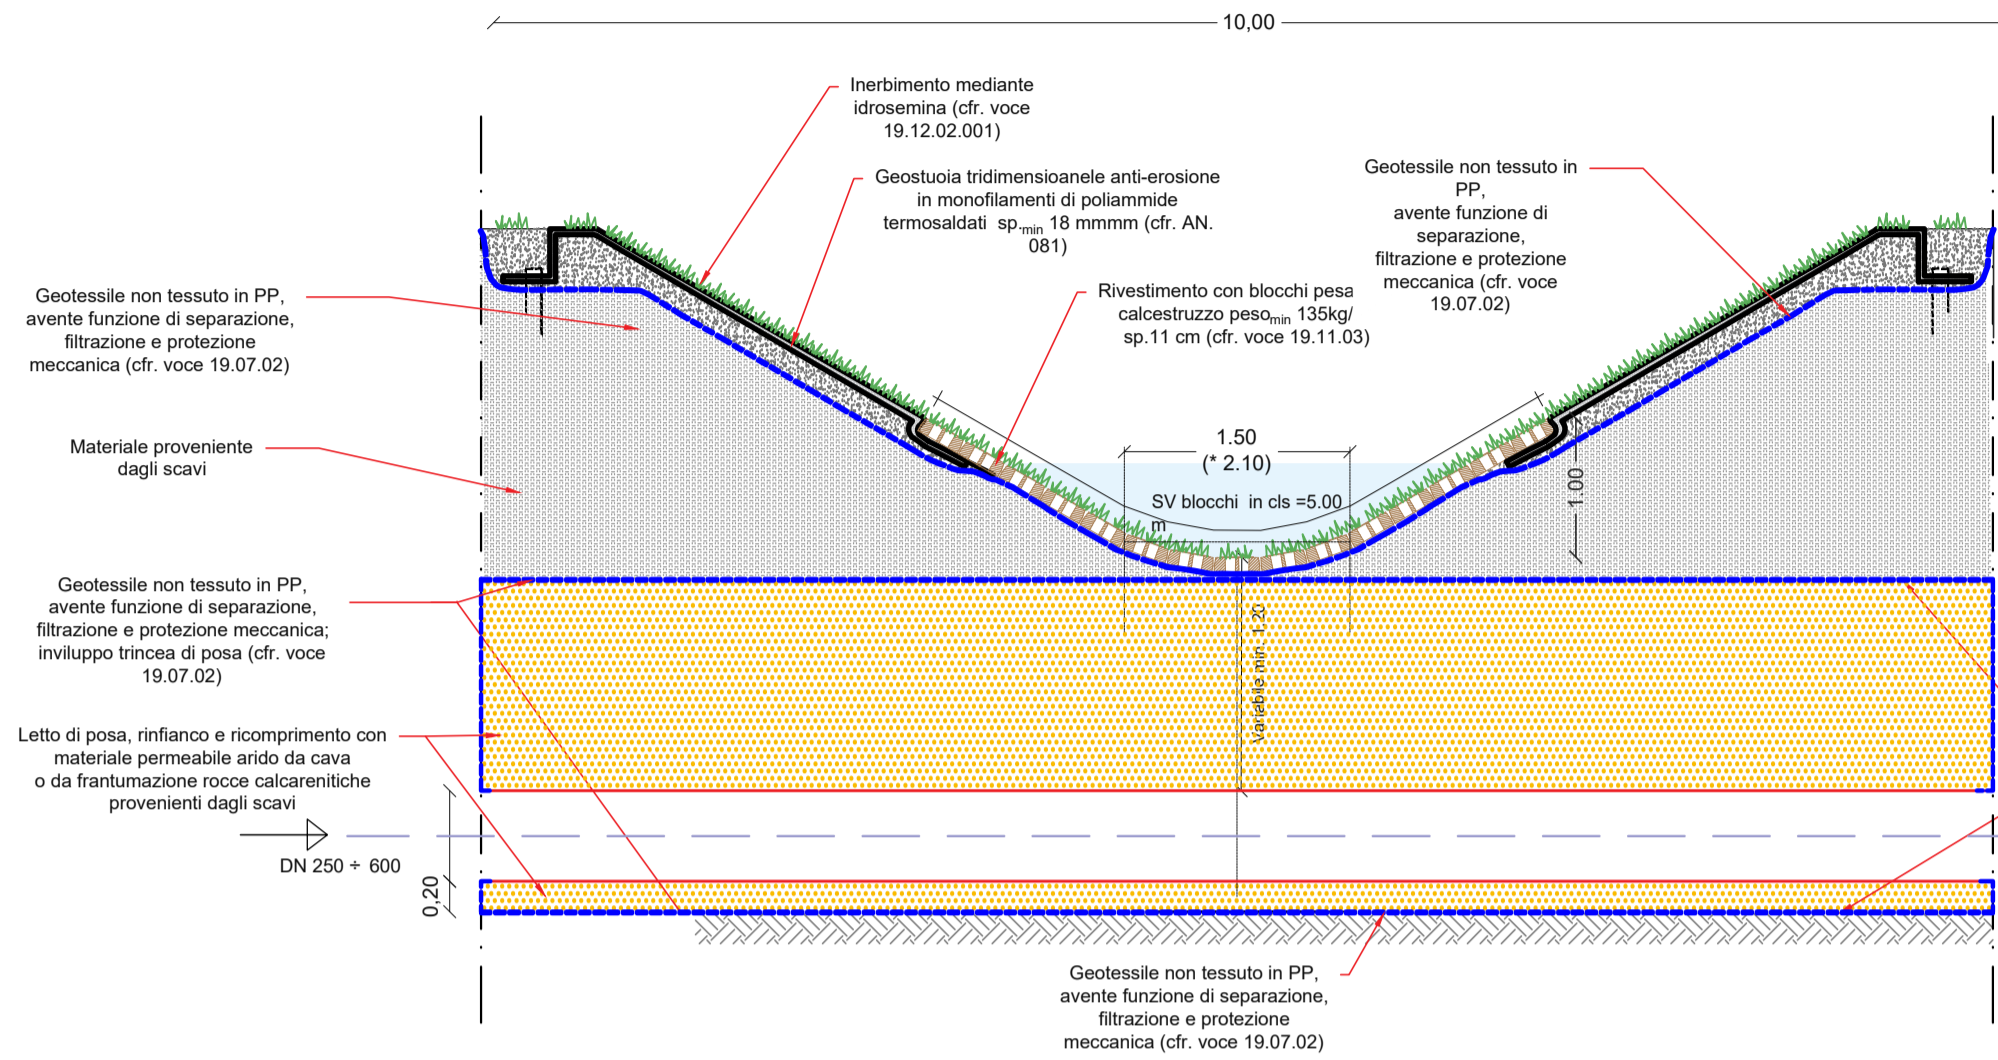 10,00
Inerbimento mediante
idrosemina (cfr. voce
19.12.02.001)
Geostuoia tridimensioanele anti-erosione
in monofilamenti di poliammide
termosaldati sp.min 18 mmmm (cfr. AN.
081)
Geotessile non tessuto in
PP,
avente funzione di
separazione,
filtrazione e protezione
meccanica (cfr. voce
19.07.02)
Rivestimento con blocchi pesa
calcestruzzo pesomin 135kg/
sp.11 cm (cfr. voce 19.11.03)
Geotessile non tessuto in PP,
avente funzione di separazione,
filtrazione e protezione
meccanica (cfr. voce 19.07.02)
Materiale proveniente
dagli scavi
1.50
(* 2.10)
SV blocchi in cls =5.00
m
1.00
Geotessile non tessuto in PP,
avente funzione di separazione,
filtrazione e protezione meccanica;
inviluppo trincea di posa (cfr. voce
19.07.02)
Variabile min. 1.20
Letto di posa, rinfianco e ricomprimento con
materiale permeabile arido da cava
o da frantumazione rocce calcarenitiche
provenienti dagli scavi
DN 250 ÷ 600
0,20
Geotessile non tessuto in PP,
avente funzione di separazione,
filtrazione e protezione
meccanica (cfr. voce 19.07.02)